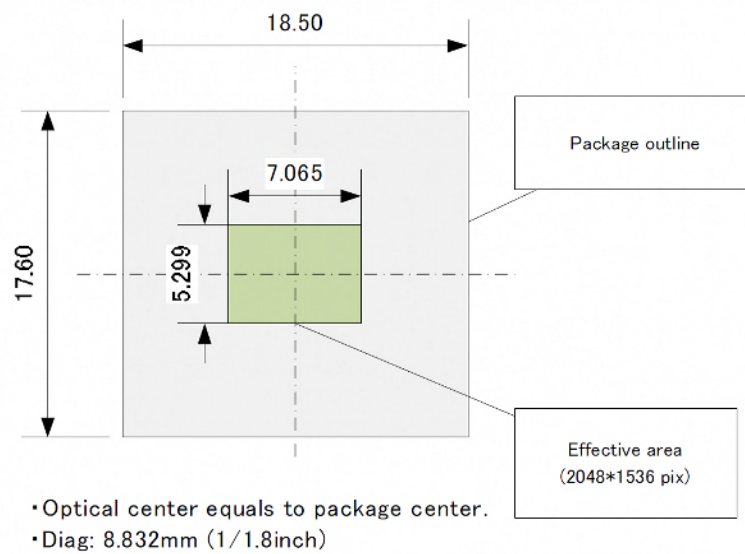 18.50
Package outline
7.065
5.299
17.60
Effective area
(2048*1536 pix)
・Optical center equals to package center.
・Diag: 8.832mm (1/1.8inch)